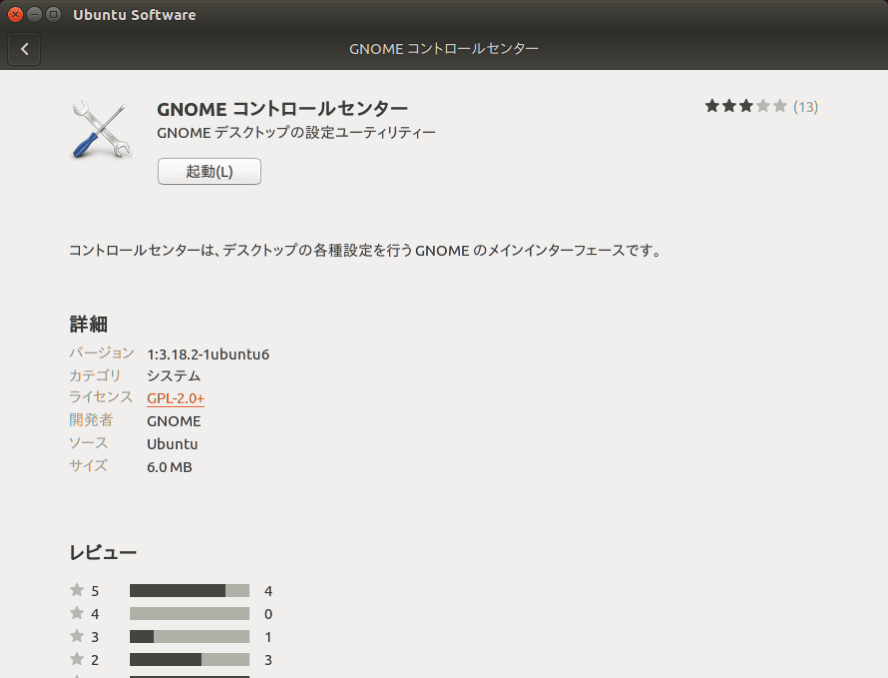 Ubuntu Software
GNOME コントロールセンター
GNOME コントロールセンター
(13)
GNOME デスクトップの設定ユーティリティー
起動(L)
コントロールセンターは、デスクトップの各種設定を行う GNOME のメインインターフェースです。
詳細
バージョン 1:3.18.2-1ubuntu6
カテゴリ システム
ライセンス GPL-2.0+
開発者 GNOME
ソース Ubuntu
サイズ 6.0 MB
レビュー
5 4
4 0
3 1
2 3